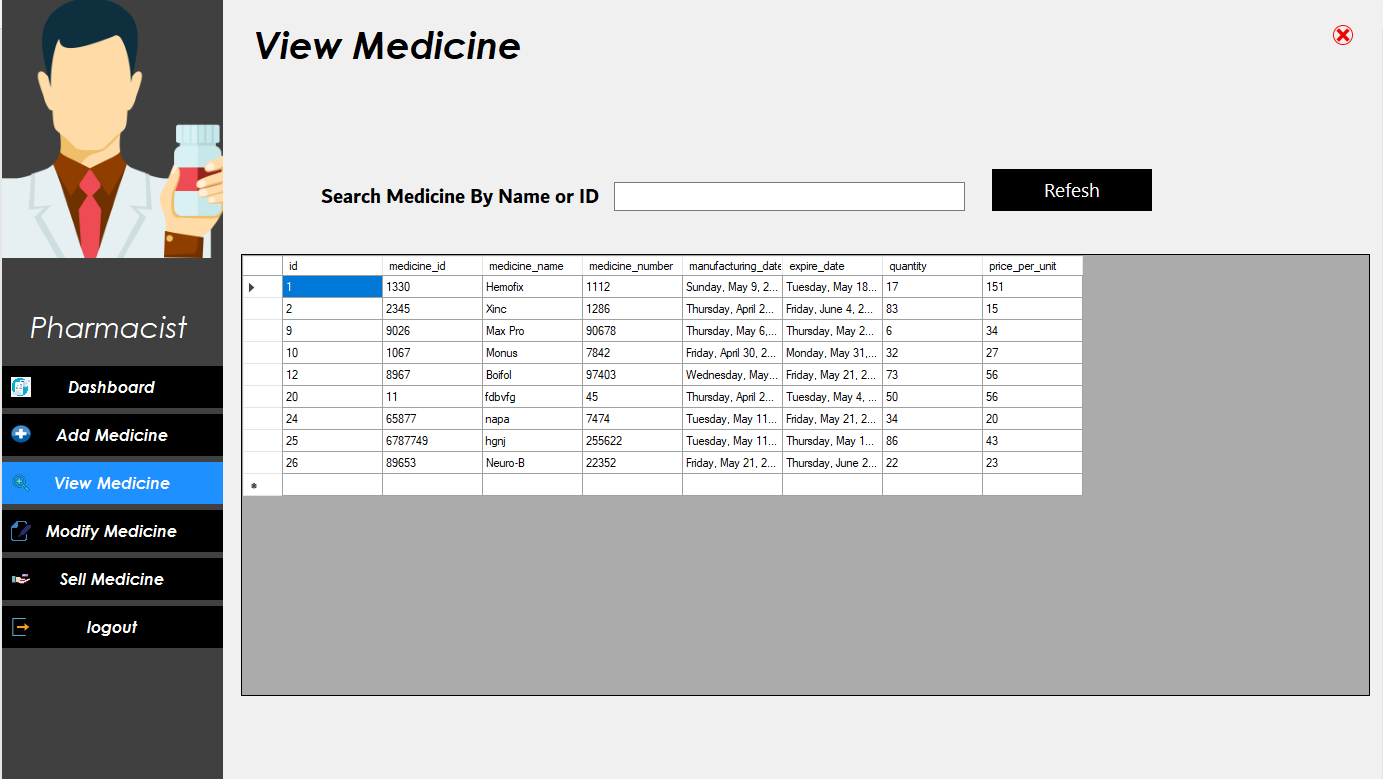 View Medicine
Search Medicine By Name or ID
Refesh
Pharmacist
Dashboard
Add Medicine
View Medicine
Modify Medicine
Sell Medicine
logout
id medicine_id medicine_name medicine_number manufacturing_date expire_date quantity price_per_unit
1 1330 Hemofix 1112 Sunday, May 9, 2... Tuesday, May 18... 17 151
2 2345 Xinc 1286 Thursday, April 2... Friday, June 4, 2... 83 15
9 9026 Max Pro 90678 Thursday, May 6,... Thursday, May 2... 6 34
10 1067 Monus 7842 Friday, April 30, 2... Monday, May 31,... 32 27
12 8967 Boifol 97403 Wednesday, May... Friday, May 21, 2... 73 56
20 11 fdbvfg 45 Thursday, April 2... Tuesday, May 4, ... 50 56
24 65877 napa 7474 Tuesday, May 11... Friday, May 21, 2... 34 20
25 6787749 hgnj 255622 Tuesday, May 11... Thursday, May 1... 86 43
26 89653 Neuro-B 22352 Friday, May 21, 2... Thursday, June 2... 22 23